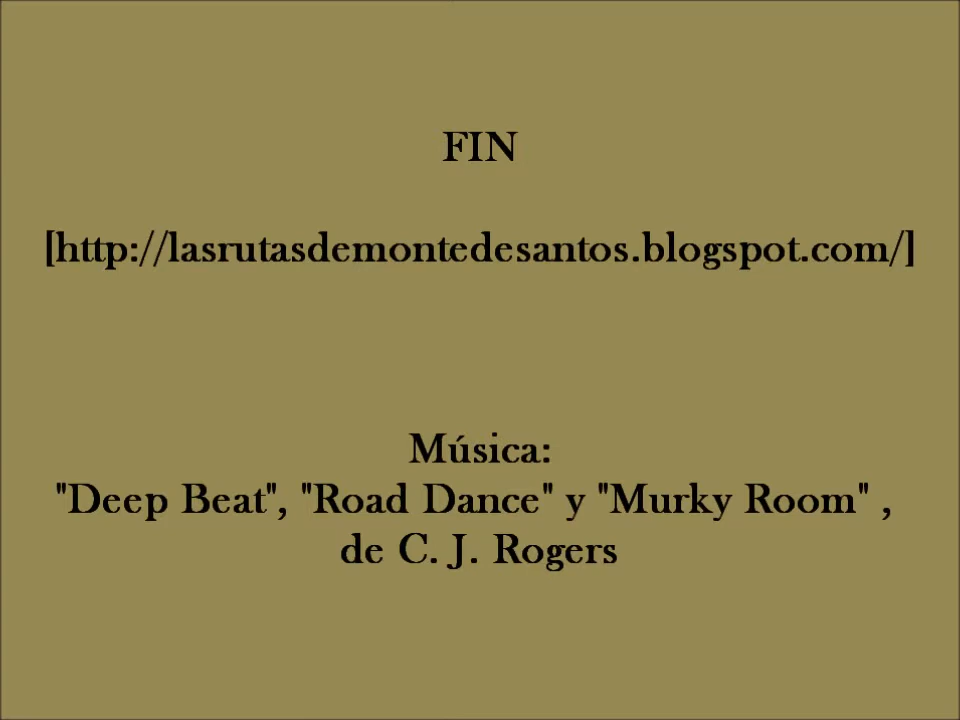 FIN
[http://lasrutasdemontedesantos.blogspot.com/]
Música:
"Deep Beat", "Road Dance" y "Murky Room" ,
de C. J. Rogers